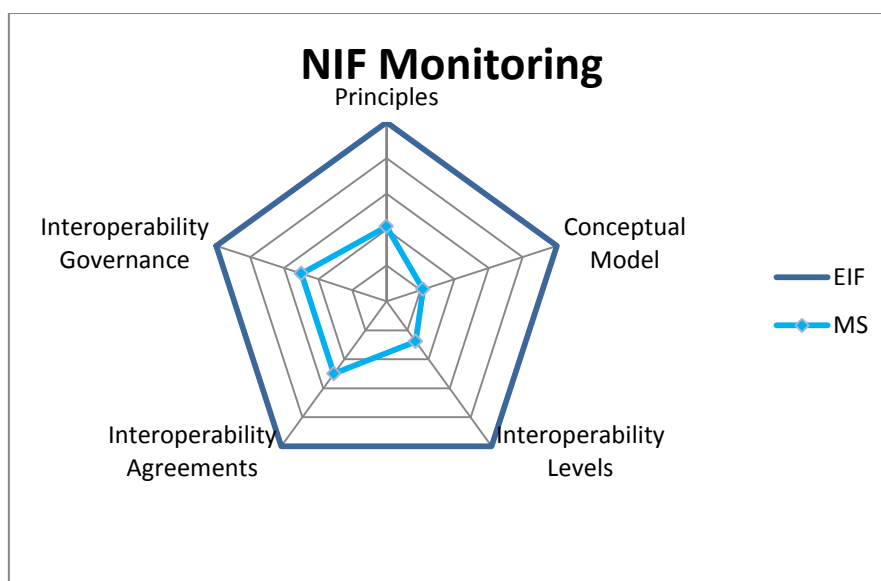 NIF Monitoring
Principles
Interoperability
Governance
Conceptual
Model
EIF
MS
Interoperability
Agreements
Interoperability
Levels